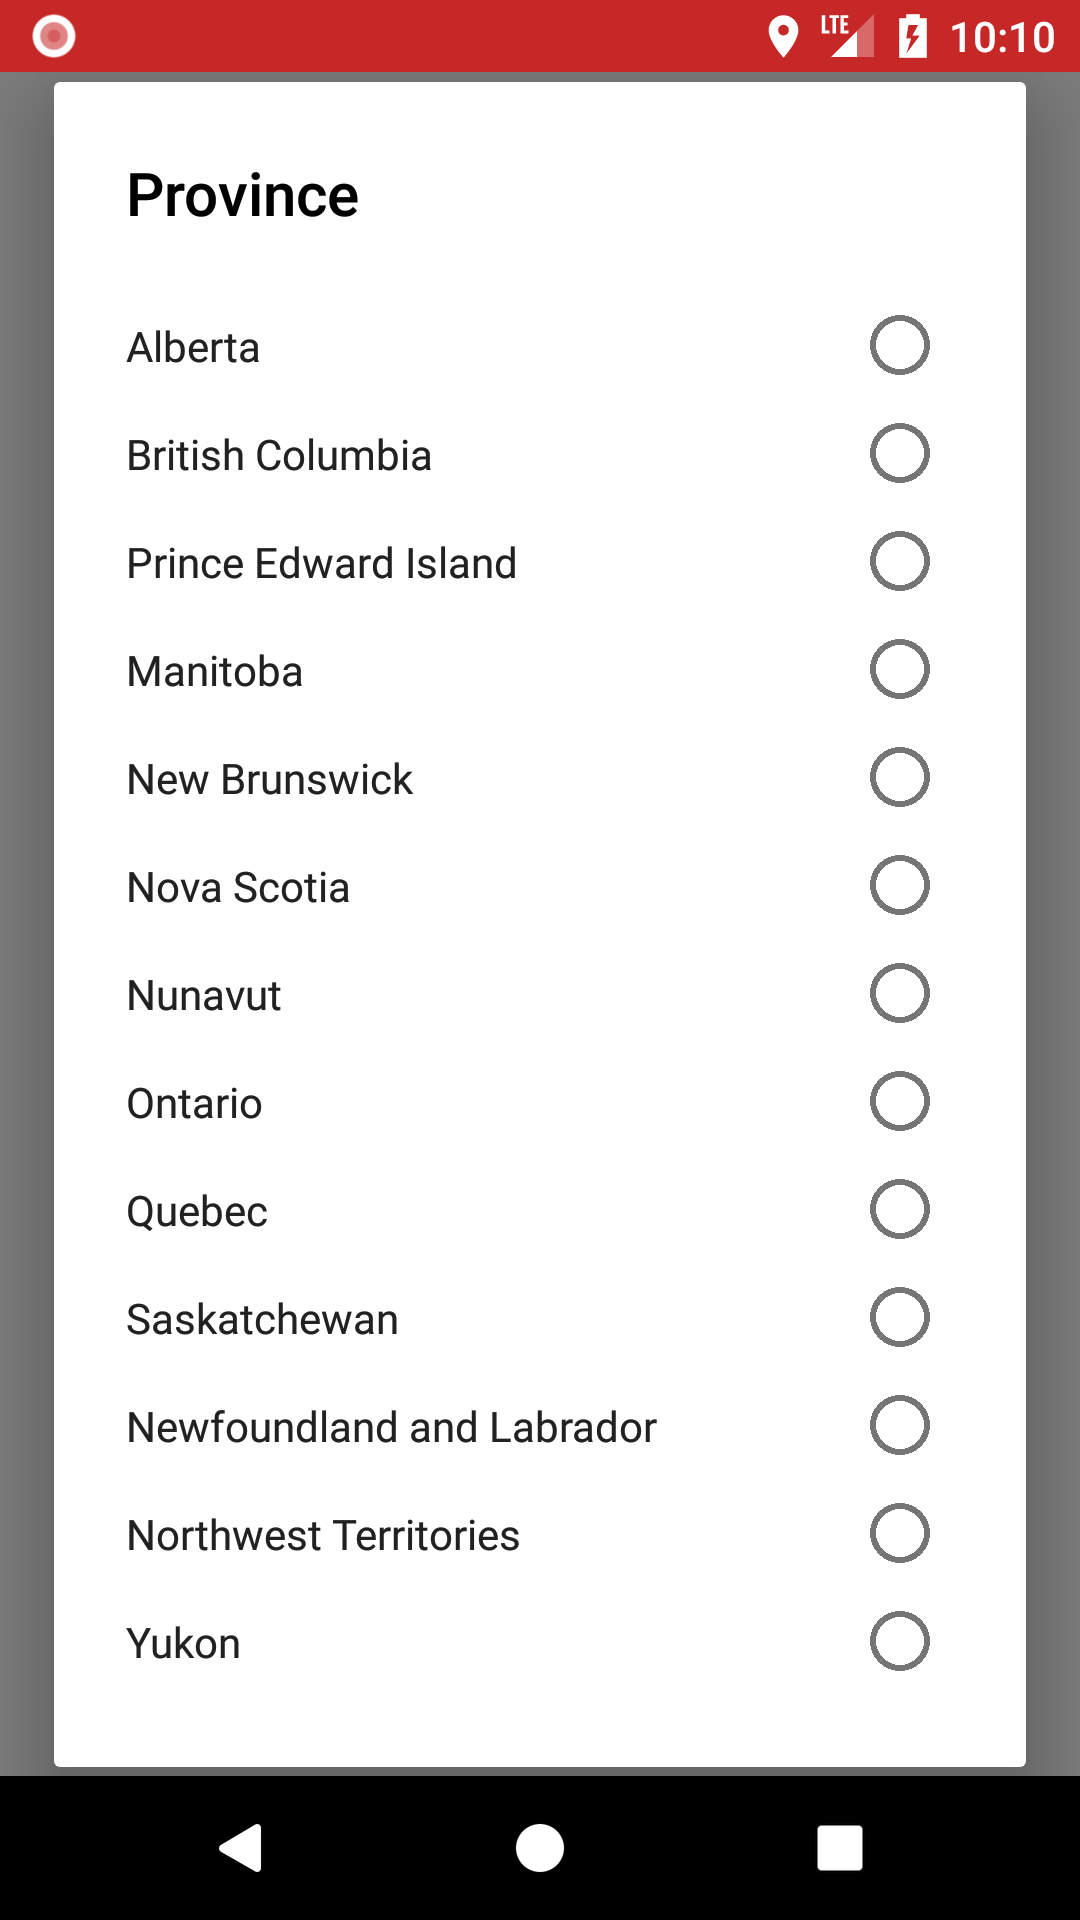 LTE 10:10
Province
Alberta
British Columbia
Prince Edward Island
Manitoba
New Brunswick
Nova Scotia
Nunavut
Ontario
Quebec
Saskatchewan
Newfoundland and Labrador
Northwest Territories
Yukon